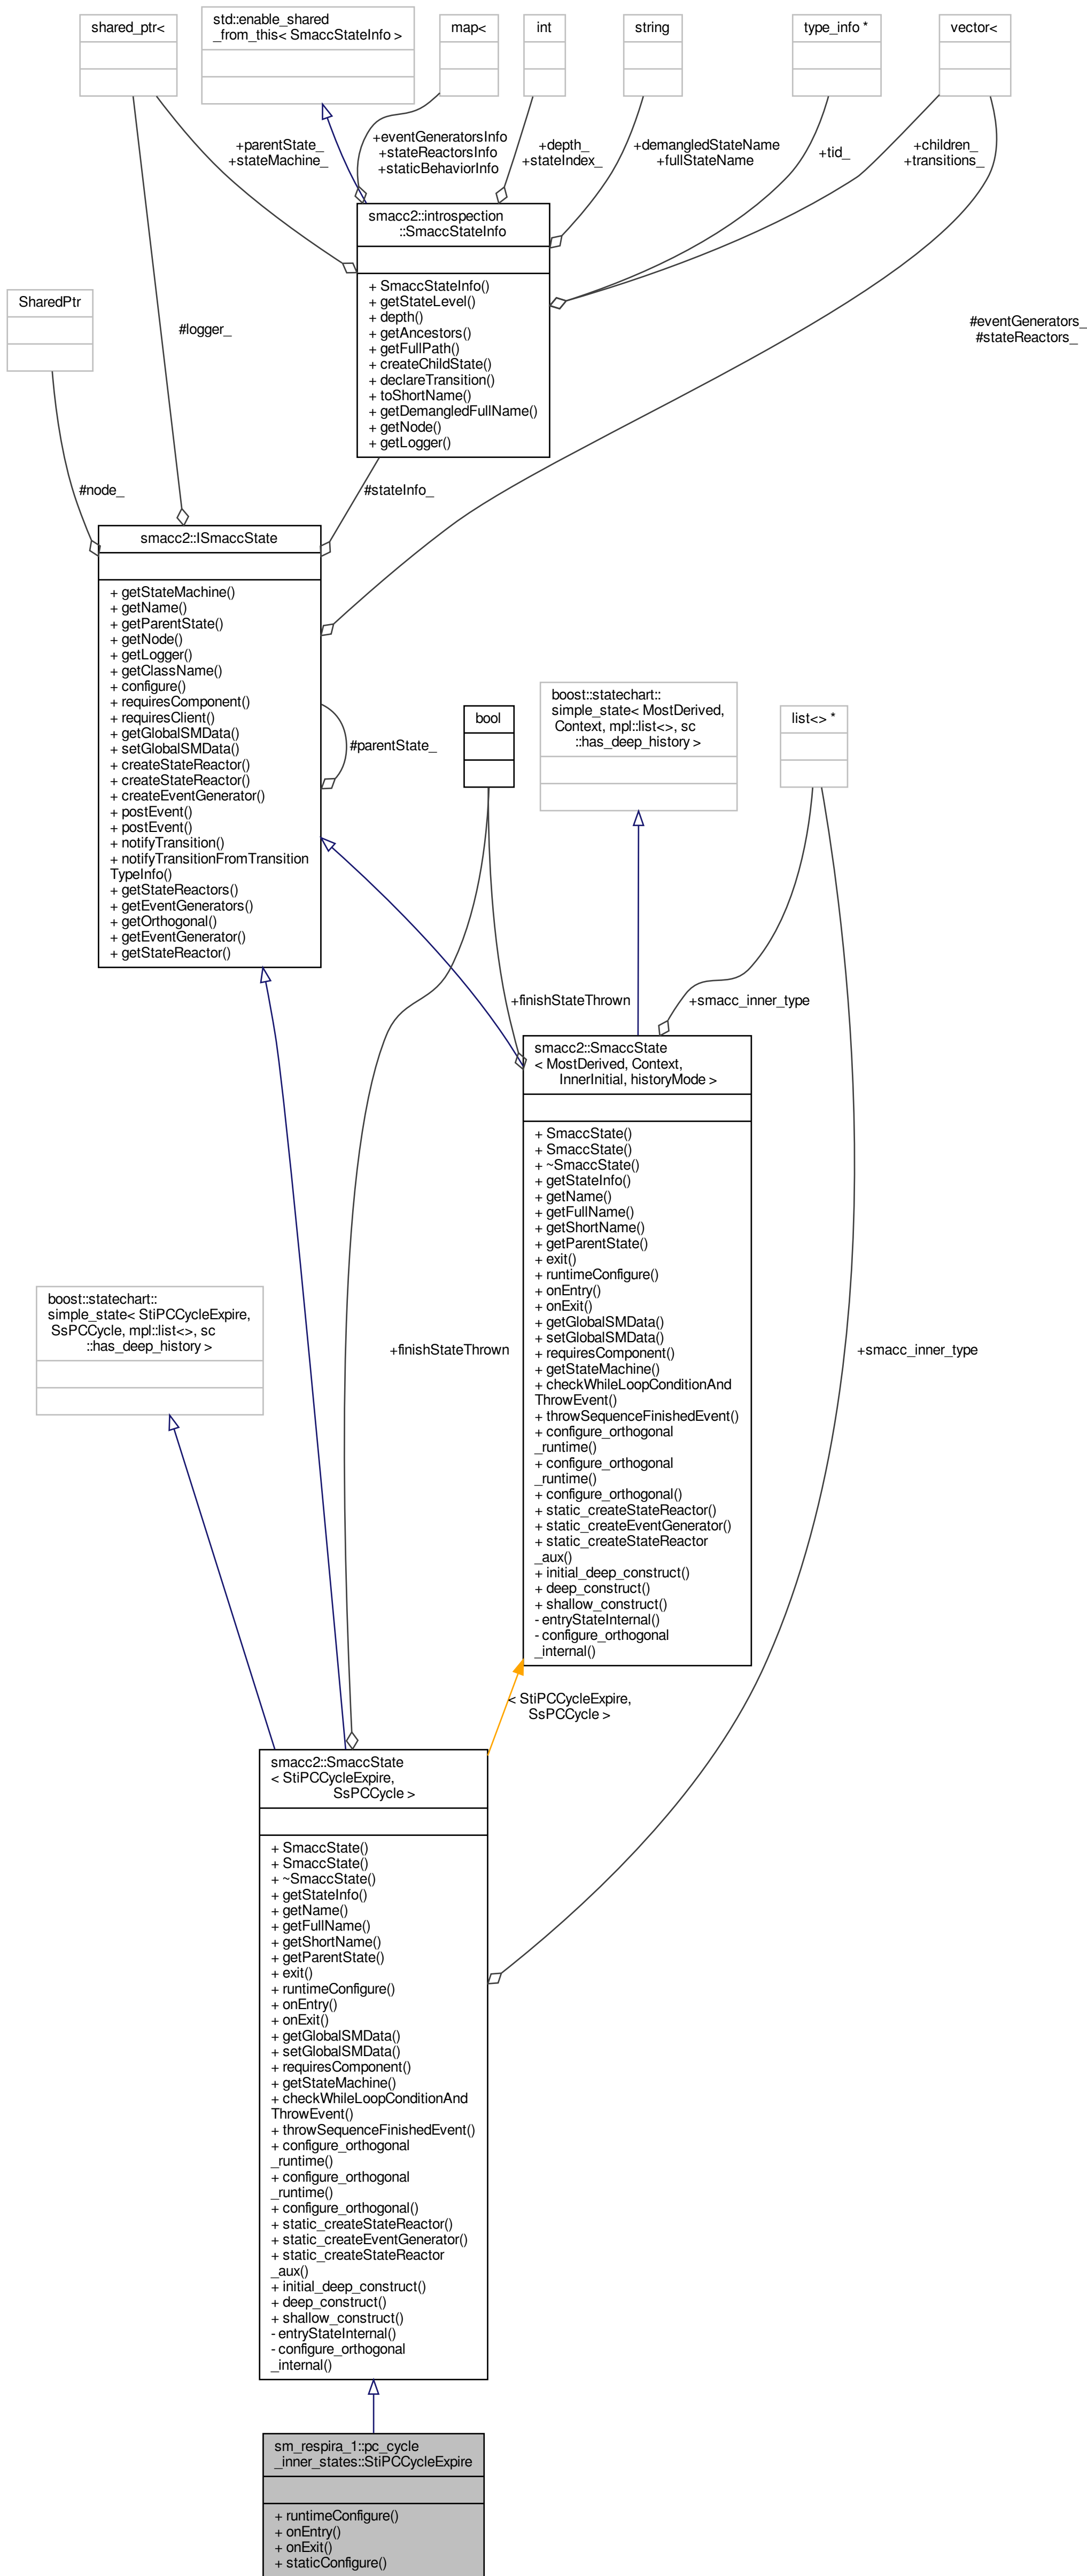 shared_ptr<
std::enable_shared
_from_this< SmaccStateInfo >
map<
int
string
type_info *
vector<
+parentState_
+stateMachine_
+eventGeneratorsInfo
+stateReactorsInfo
+staticBehaviorInfo
+depth_
+stateIndex_
+demangledStateName
+fullStateName
+tid_
+children_
+transitions_
smacc2::introspection
::SmaccStateInfo
+ SmaccStateInfo()
+ getStateLevel()
+ depth()
+ getAncestors()
+ getFullPath()
+ createChildState()
+ declareTransition()
+ toShortName()
+ getDemangledFullName()
+ getNode()
+ getLogger()
SharedPtr
#logger_
#eventGenerators_
#stateReactors_
#node_
#stateInfo_
smacc2::ISmaccState
+ getStateMachine()
+ getName()
+ getParentState()
+ getNode()
+ getLogger()
+ getClassName()
+ configure()
+ requiresComponent()
+ requiresClient()
+ getGlobalSMData()
+ setGlobalSMData()
+ createStateReactor()
+ createStateReactor()
+ createEventGenerator()
+ postEvent()
+ postEvent()
+ notifyTransition()
+ notifyTransitionFromTransition
TypeInfo()
+ getStateReactors()
+ getEventGenerators()
+ getOrthogonal()
+ getEventGenerator()
+ getStateReactor()
#parentState_
bool
boost::statechart::
simple_state< MostDerived,
Context, mpl::list<>, sc
::has_deep_history >
list<> *
+finishStateThrown
+smacc_inner_type
smacc2::SmaccState
< MostDerived, Context,
InnerInitial, historyMode >
+ SmaccState()
+ SmaccState()
+ ~SmaccState()
+ getStateInfo()
+ getName()
+ getFullName()
+ getShortName()
+ getParentState()
+ exit()
+ runtimeConfigure()
+ onEntry()
+ onExit()
+ getGlobalSMData()
+ setGlobalSMData()
+ requiresComponent()
+ getStateMachine()
+ checkWhileLoopConditionAnd
ThrowEvent()
+ throwSequenceFinishedEvent()
+ configure_orthogonal
_runtime()
+ configure_orthogonal
_runtime()
+ configure_orthogonal()
+ static_createStateReactor()
+ static_createEventGenerator()
+ static_createStateReactor
_aux()
+ initial_deep_construct()
+ deep_construct()
+ shallow_construct()
- entryStateInternal()
- configure_orthogonal
_internal()
boost::statechart::
simple_state< StiPCCycleExpire,
SsPCCycle, mpl::list<>, sc
::has_deep_history >
+finishStateThrown
+smacc_inner_type
< StiPCCycleExpire,
SsPCCycle >
smacc2::SmaccState
< StiPCCycleExpire,
SsPCCycle >
+ SmaccState()
+ SmaccState()
+ ~SmaccState()
+ getStateInfo()
+ getName()
+ getFullName()
+ getShortName()
+ getParentState()
+ exit()
+ runtimeConfigure()
+ onEntry()
+ onExit()
+ getGlobalSMData()
+ setGlobalSMData()
+ requiresComponent()
+ getStateMachine()
+ checkWhileLoopConditionAnd
ThrowEvent()
+ throwSequenceFinishedEvent()
+ configure_orthogonal
_runtime()
+ configure_orthogonal
_runtime()
+ configure_orthogonal()
+ static_createStateReactor()
+ static_createEventGenerator()
+ static_createStateReactor
_aux()
+ initial_deep_construct()
+ deep_construct()
+ shallow_construct()
- entryStateInternal()
- configure_orthogonal
_internal()
sm_respira_1::pc_cycle
_inner_states::StiPCCycleExpire
+ runtimeConfigure()
+ onEntry()
+ onExit()
+ staticConfigure()